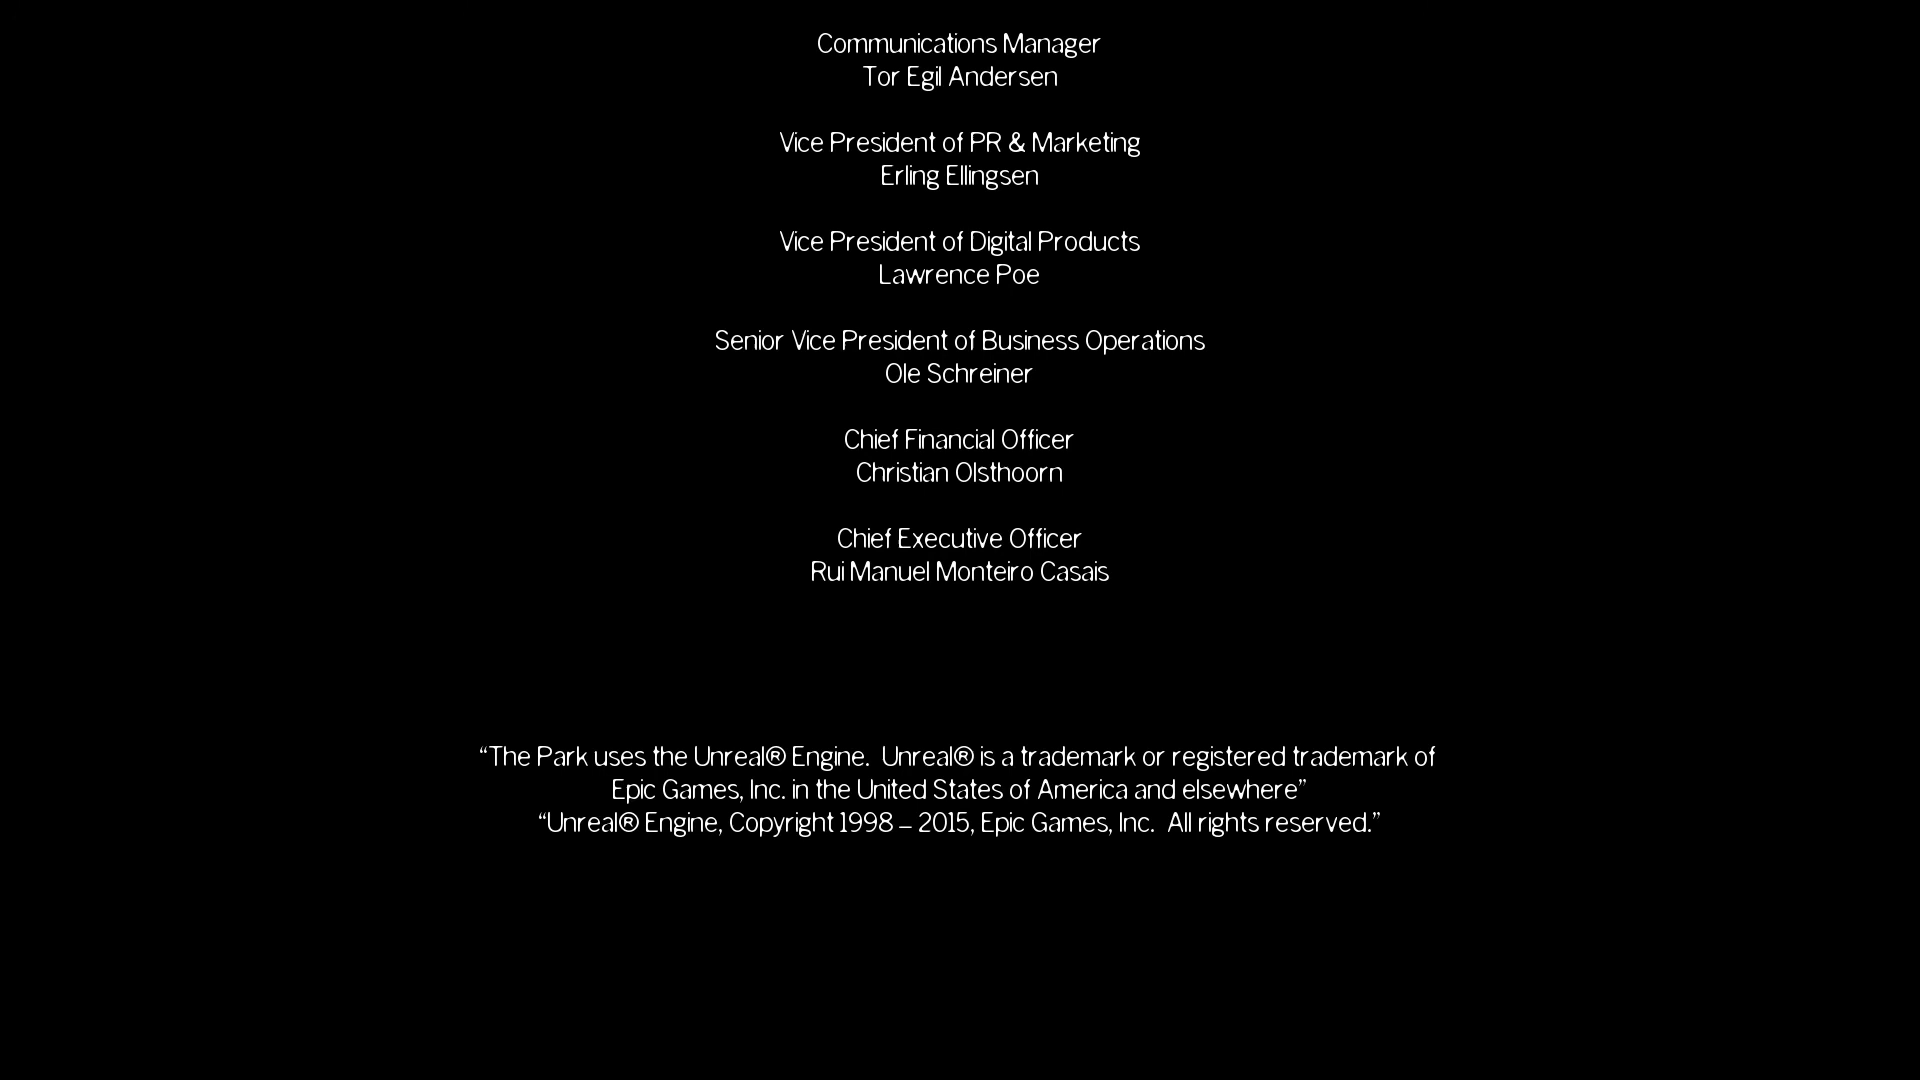 Communications Manager
Tor Egil Andersen
Vice President of PR & Marketing
Erling Ellingsen
Vice President of Digital Products
Lawrence Poe
Senior Vice President of Business Operations
Ole Schreiner
Chief Financial Officer
Christian Olsthoorn
Chief Executive Officer
Rui Manuel Monteiro Casais
“The Park uses the Unreal® Engine.  Unreal® is a trademark or registered trademark of
Epic Games, Inc. in the United States of America and elsewhere”
“Unreal® Engine, Copyright 1998 – 2015, Epic Games, Inc.  All rights reserved.”